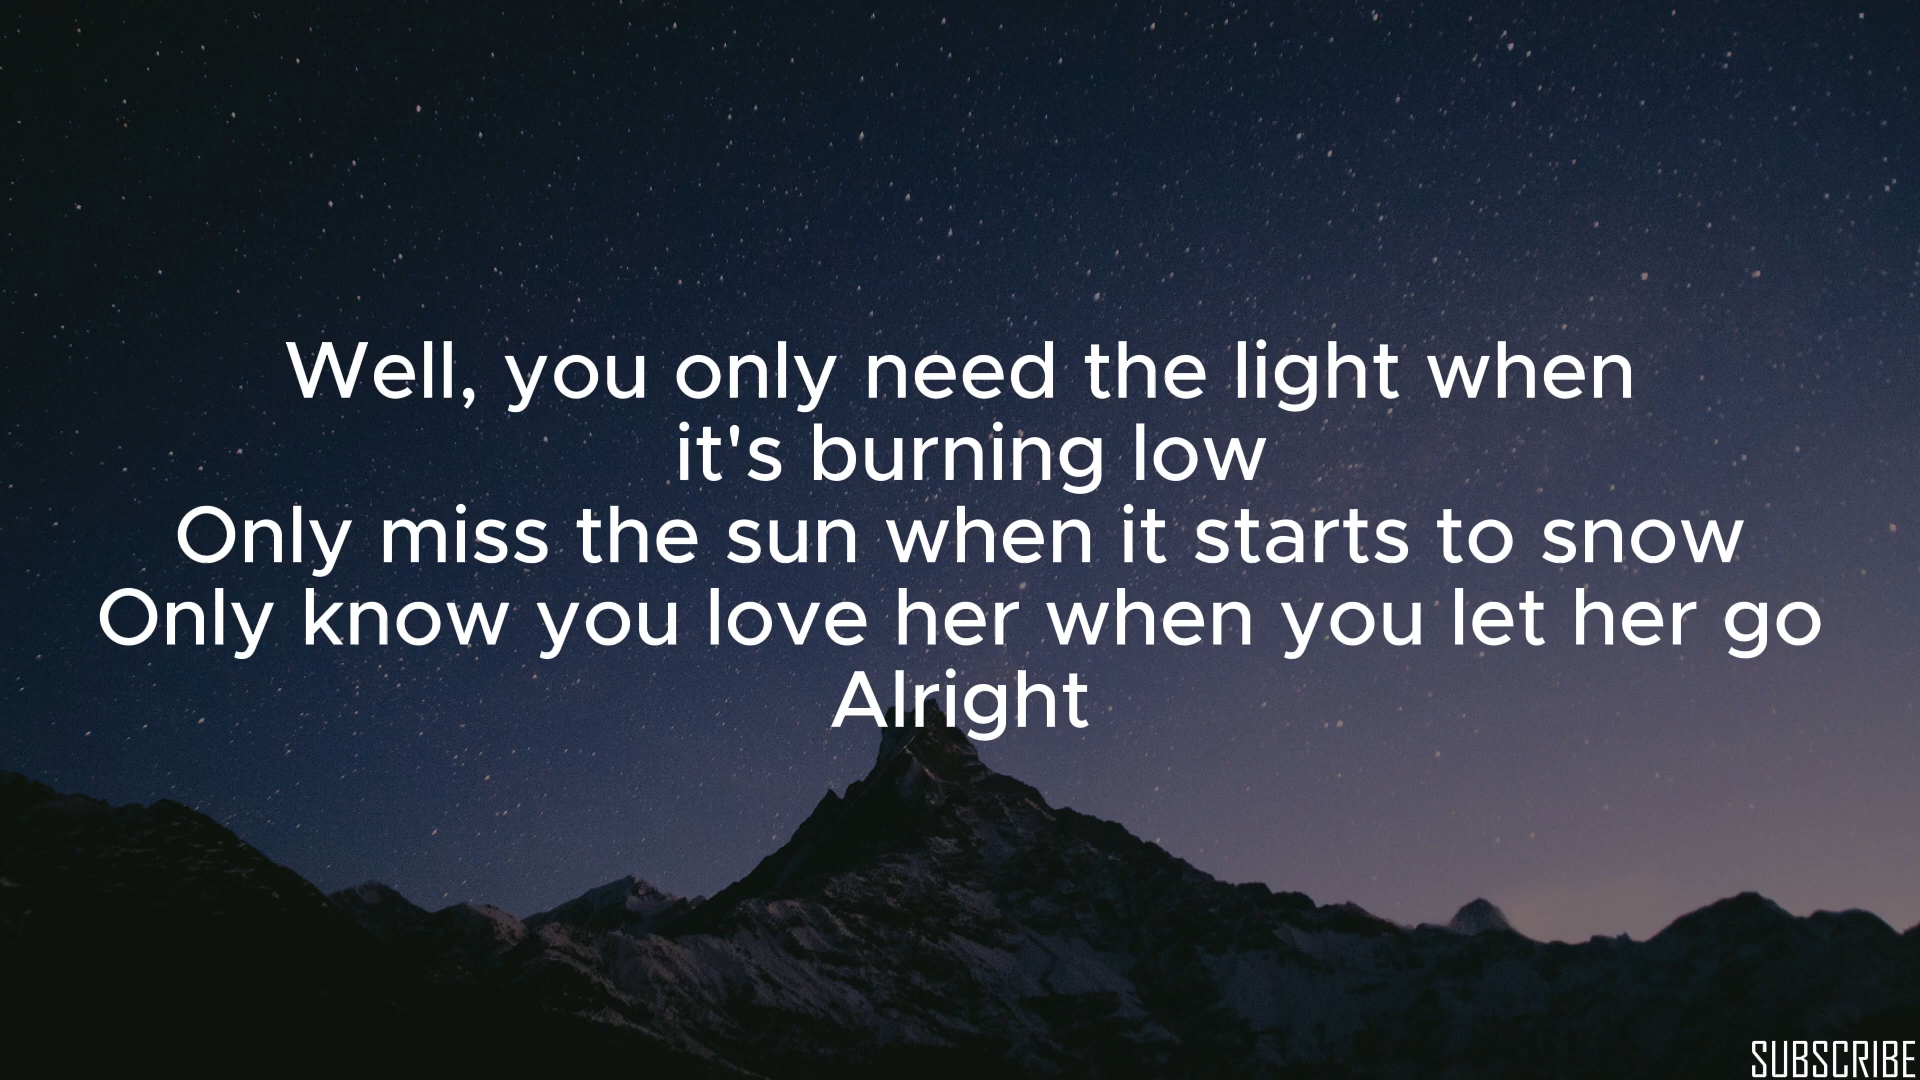 Well, you only need the light when
it's burning low
Only miss the sun when it starts to snow
Only know you love her when you let her go
Alright
SUBSCRIBE